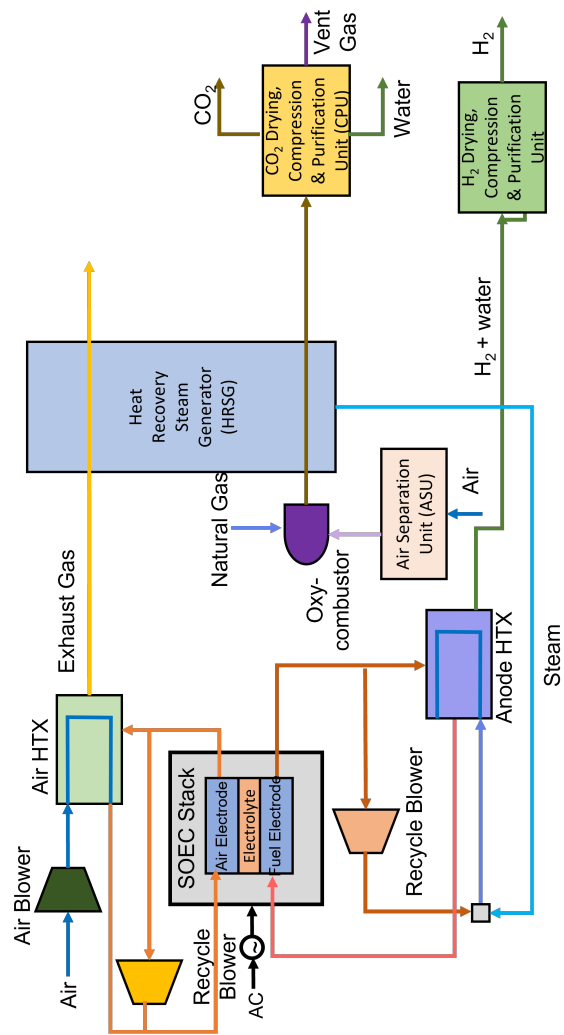 Air
Air Blower
Air HTX
Exhaust Gas
Heat
Recovery
Steam
Generator
(HRSG)
Recycle
Blower
AC
~
SOEC Stack
Air Electrode
Electrolyte
Fuel Electrode
Natural Gas
Oxy-
combustor
CO₂
CO₂ Drying,
Compression
& Purification
Unit (CPU)
Vent
Gas
Water
Air Separation
Unit (ASU)
Air
Recycle Blower
Anode HTX
Steam
H₂ + water
H₂ Drying,
Compression
& Purification
Unit
H₂